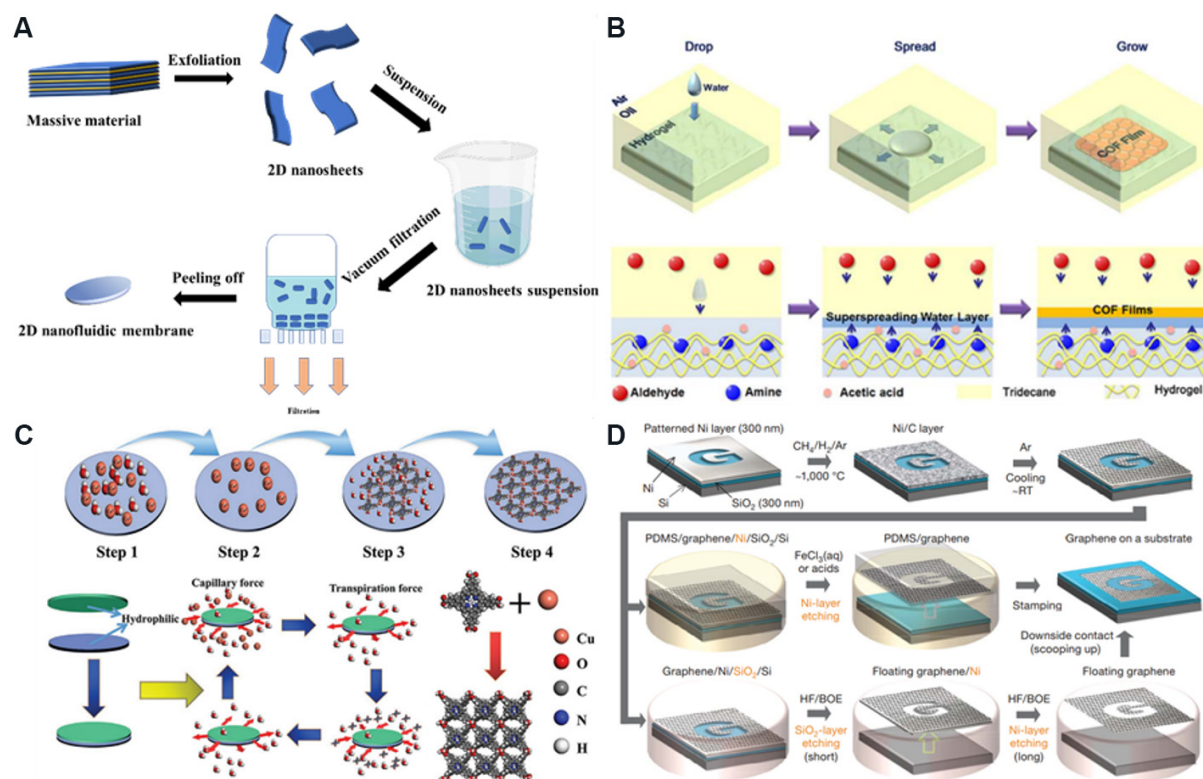 A
Exfoliation
Massive material
2D nanosheets
Suspension
2D nanosheets suspension
Vacuum filtration
Peeling off
2D nanofluidic membrane
Filtration
B
Drop
Spread
Grow
Water
Air
Oil
Hydrogel
COF Film
Superspreading Water Layer
COF Films
Aldehyde
Amine
Acetic acid
Tridecane
Hydrogel
C
Step 1
Step 2
Step 3
Step 4
Hydrophilic
Capillary force
Transpiration force
+
Cu
O
C
N
H
D
Patterned Ni layer (300 nm)
Ni
Si
SiO₂ (300 nm)
CH₄/H₂/Ar
~1,000 °C
Ni/C layer
Ar
Cooling
~RT
PDMS/graphene/Ni/SiO₂/Si
FeCl₃(aq)
or acids
Ni-layer
etching
PDMS/graphene
Stamping
Graphene on a substrate
Downside contact
(scooping up)
Graphene/Ni/SiO₂/Si
HF/BOE
SiO₂-layer
etching
(short)
Floating graphene/Ni
HF/BOE
Ni-layer
etching
(long)
Floating graphene